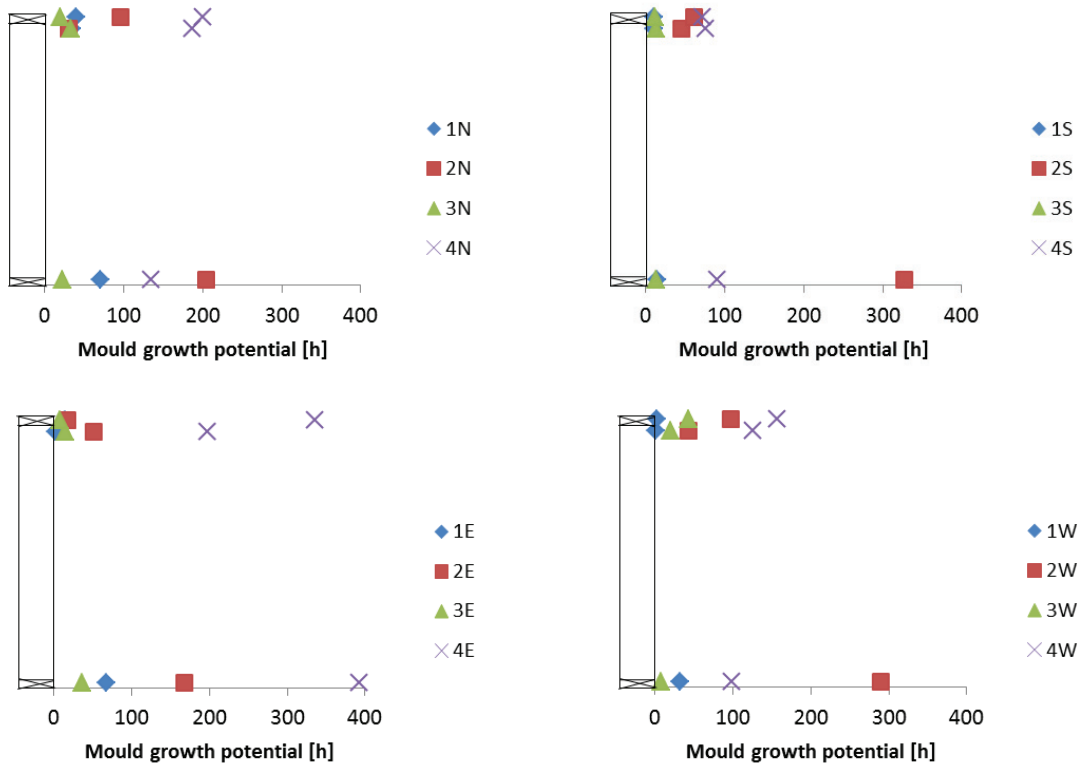 1N
2N
3N
4N
0 100 200 300 400
Mould growth potential [h]
1S
2S
3S
4S
0 100 200 300 400
Mould growth potential [h]
1E
2E
3E
4E
0 100 200 300 400
Mould growth potential [h]
1W
2W
3W
4W
0 100 200 300 400
Mould growth potential [h]